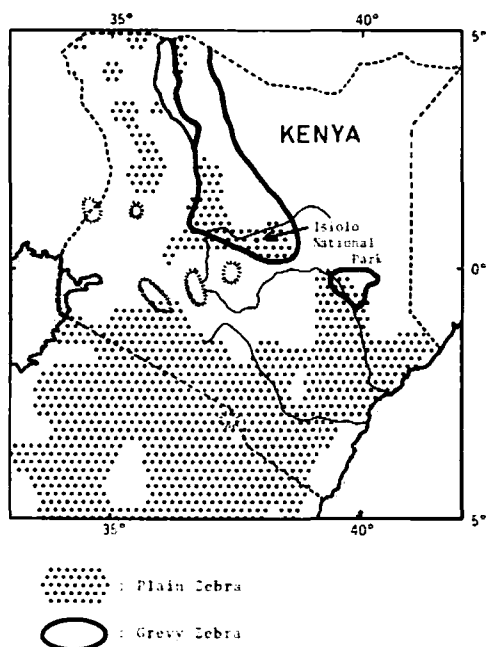 35°
40°
5°
KENYA
Isiolo
National
Park
0°
35°
40°
5°
: Plain Zebra
: Grevy Zebra